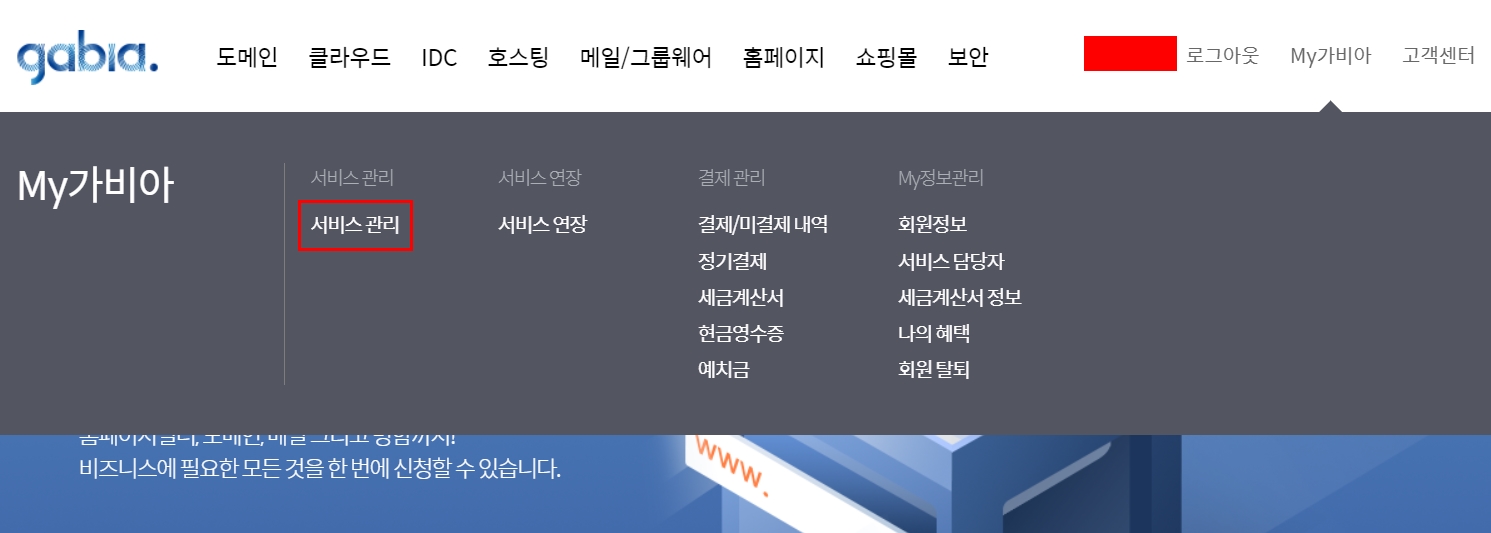 gabia.
도메인 클라우드 IDC 호스팅 메일/그룹웨어 홈페이지 쇼핑몰 보안
로그아웃 My가비아 고객센터
My가비아
서비스 관리
서비스 관리
서비스 연장
서비스 연장
결제 관리
결제/미결제 내역
정기결제
세금계산서
현금영수증
예치금
My정보관리
회원정보
서비스 담당자
세금계산서 정보
나의 혜택
회원 탈퇴
비즈니스에 필요한 모든 것을 한 번에 신청할 수 있습니다.
www.